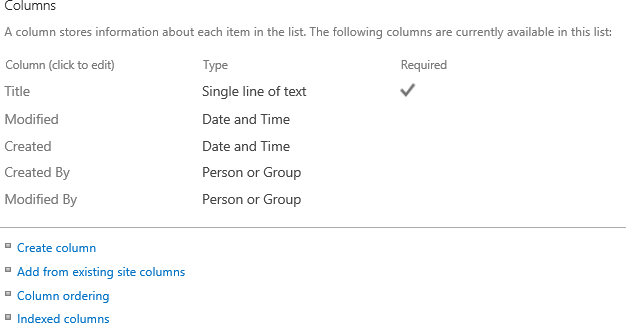 Columns
A column stores information about each item in the list. The following columns are currently available in this list:
Column (click to edit) Type Required
Title Single line of text
Modified Date and Time
Created Date and Time
Created By Person or Group
Modified By Person or Group
Create column
Add from existing site columns
Column ordering
Indexed columns